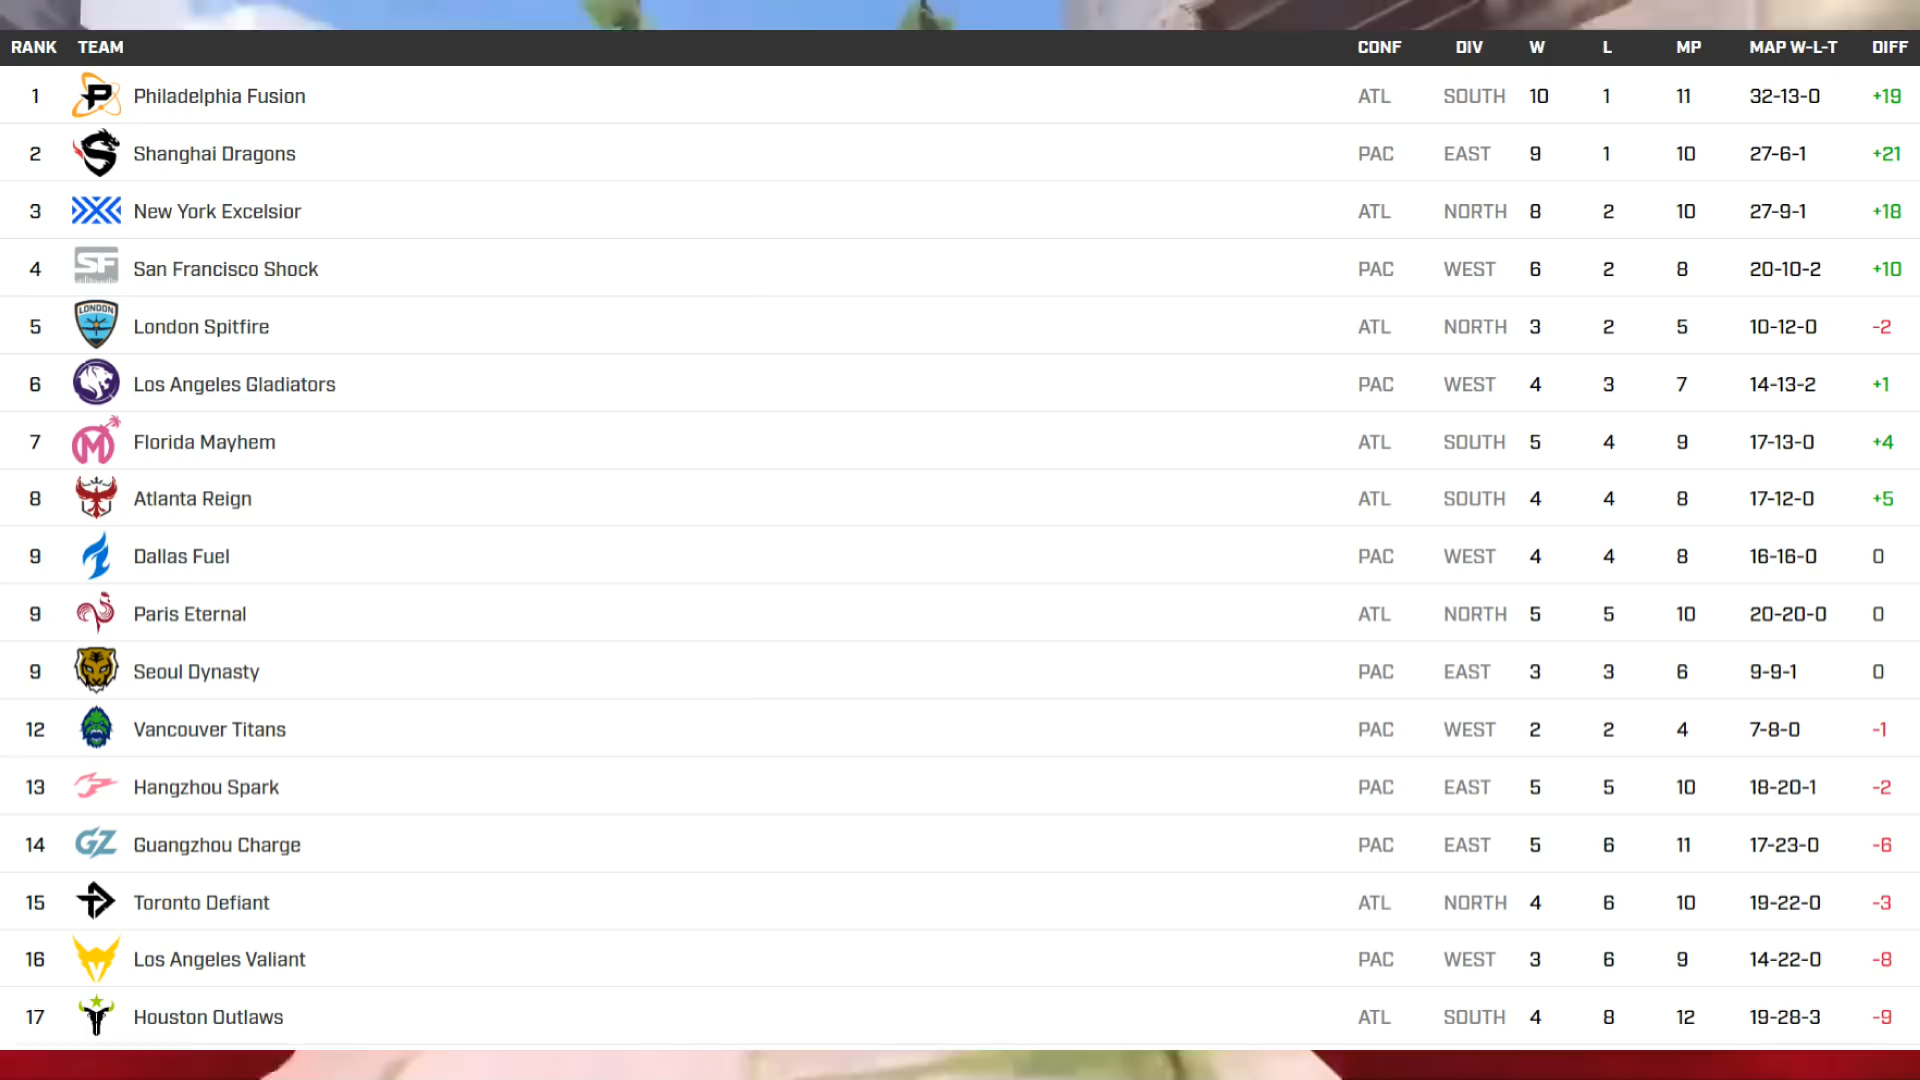 RANK TEAM CONF DIV W L MP MAP W-L-T DIFF
1 Philadelphia Fusion ATL SOUTH 10 1 11 32-13-0 +19
2 Shanghai Dragons PAC EAST 9 1 10 27-6-1 +21
3 New York Excelsior ATL NORTH 8 2 10 27-9-1 +18
4 SF San Francisco Shock PAC WEST 6 2 8 20-10-2 +10
5 LONDON London Spitfire ATL NORTH 3 2 5 10-12-0 -2
6 Los Angeles Gladiators PAC WEST 4 3 7 14-13-2 +1
7 M Florida Mayhem ATL SOUTH 5 4 9 17-13-0 +4
8 Atlanta Reign ATL SOUTH 4 4 8 17-12-0 +5
9 Dallas Fuel PAC WEST 4 4 8 16-16-0 0
9 Paris Eternal ATL NORTH 5 5 10 20-20-0 0
9 Seoul Dynasty PAC EAST 3 3 6 9-9-1 0
12 Vancouver Titans PAC WEST 2 2 4 7-8-0 -1
13 Hangzhou Spark PAC EAST 5 5 10 18-20-1 -2
14 GZ Guangzhou Charge PAC EAST 5 6 11 17-23-0 -6
15 Toronto Defiant ATL NORTH 4 6 10 19-22-0 -3
16 Los Angeles Valiant PAC WEST 3 6 9 14-22-0 -8
17 Houston Outlaws ATL SOUTH 4 8 12 19-28-3 -9